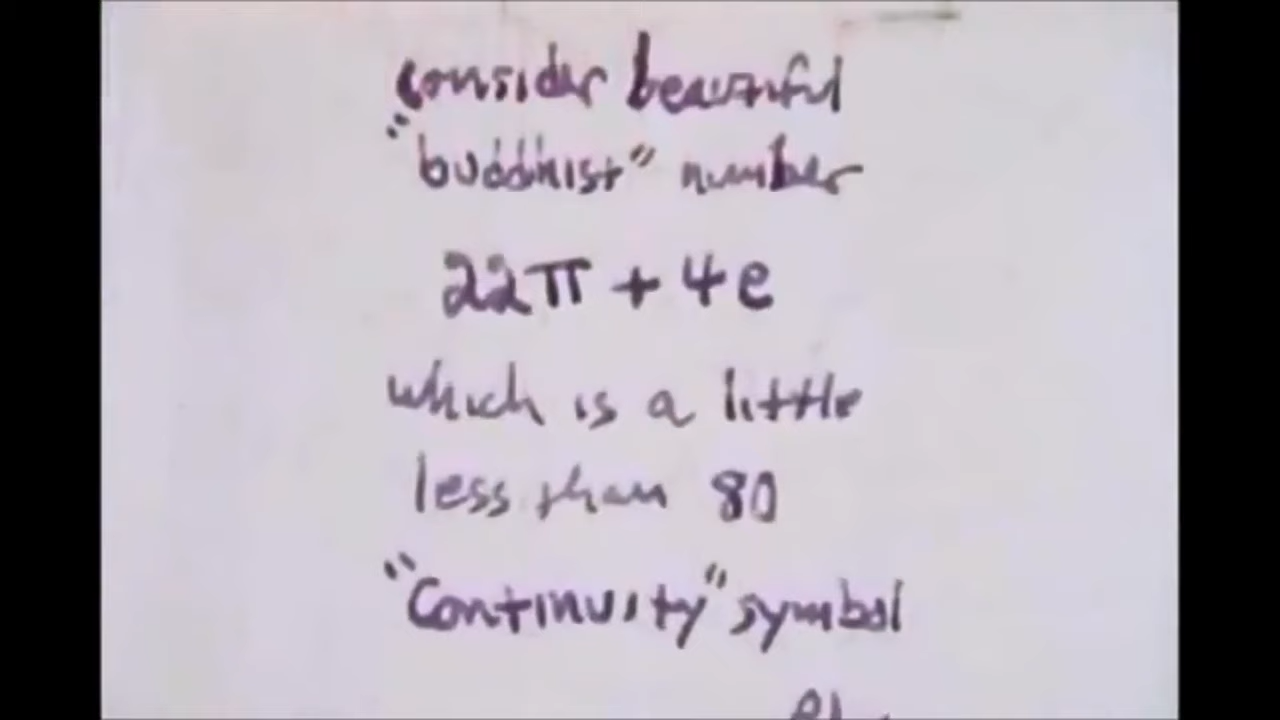 consider beautiful
"buddhist" number
22π + 4e
which is a little
less than 80
"Continuity" symbol